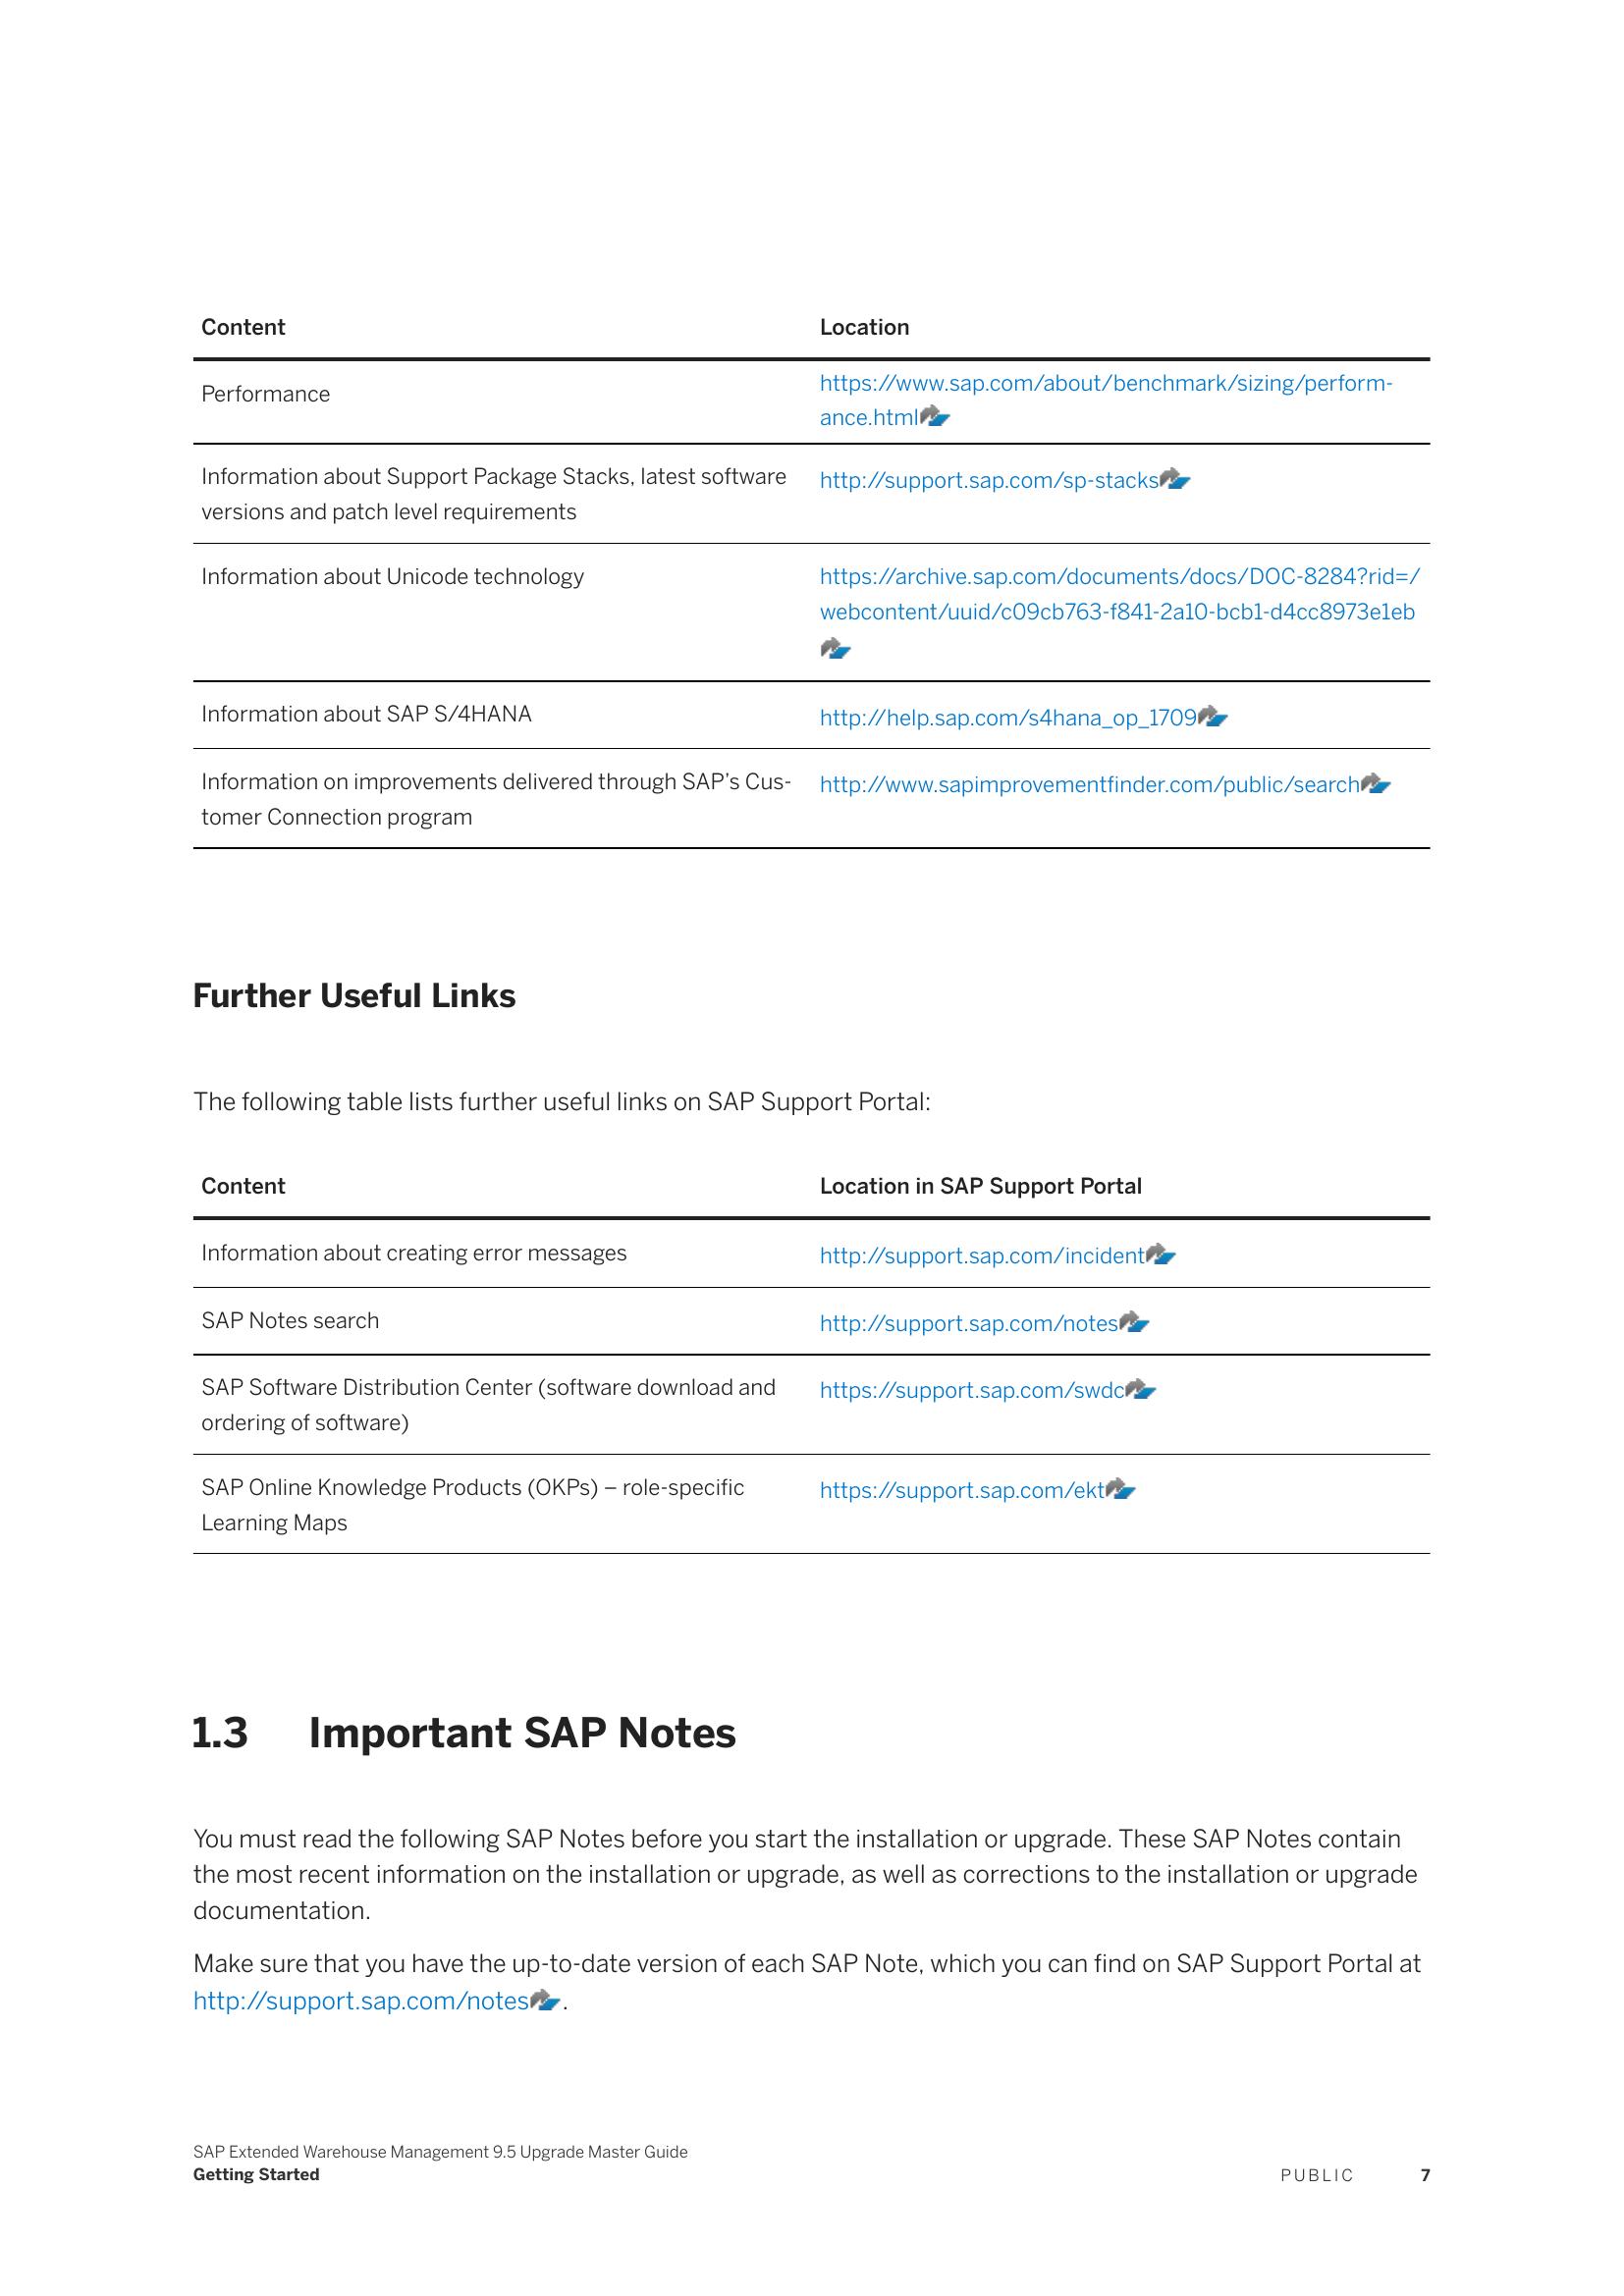 Content Location
Performance https://www.sap.com/about/benchmark/sizing/perform-
ance.html
Information about Support Package Stacks, latest software http://support.sap.com/sp-stacks
versions and patch level requirements
Information about Unicode technology https://archive.sap.com/documents/docs/DOC-8284?rid=/
webcontent/uuid/c09cb763-f841-2a10-bcb1-d4cc8973e1eb
Information about SAP S/4HANA http://help.sap.com/s4hana_op_1709
Information on improvements delivered through SAP's Cus- http://www.sapimprovementfinder.com/public/search
tomer Connection program
Further Useful Links
The following table lists further useful links on SAP Support Portal:
Content Location in SAP Support Portal
Information about creating error messages http://support.sap.com/incident
SAP Notes search http://support.sap.com/notes
SAP Software Distribution Center (software download and https://support.sap.com/swdc
ordering of software)
SAP Online Knowledge Products (OKPs) – role-specific https://support.sap.com/ekt
Learning Maps
1.3 Important SAP Notes
You must read the following SAP Notes before you start the installation or upgrade. These SAP Notes contain
the most recent information on the installation or upgrade, as well as corrections to the installation or upgrade
documentation.
Make sure that you have the up-to-date version of each SAP Note, which you can find on SAP Support Portal at
http://support.sap.com/notes.
SAP Extended Warehouse Management 9.5 Upgrade Master Guide
Getting Started PUBLIC 7